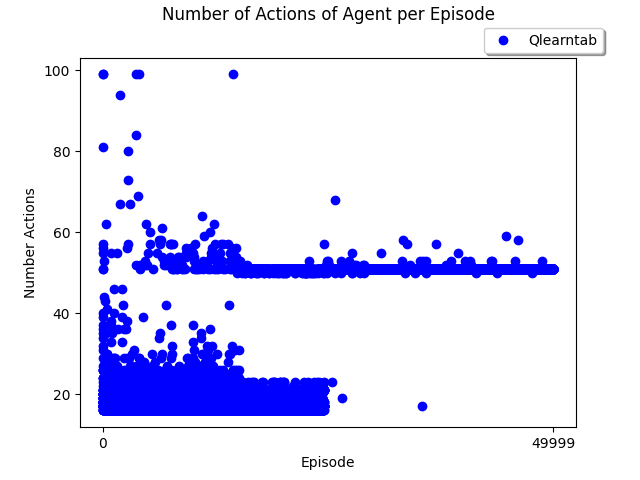 Number of Actions of Agent per Episode
Qlearntab
100
80
60
40
20
Number Actions
0
49999
Episode